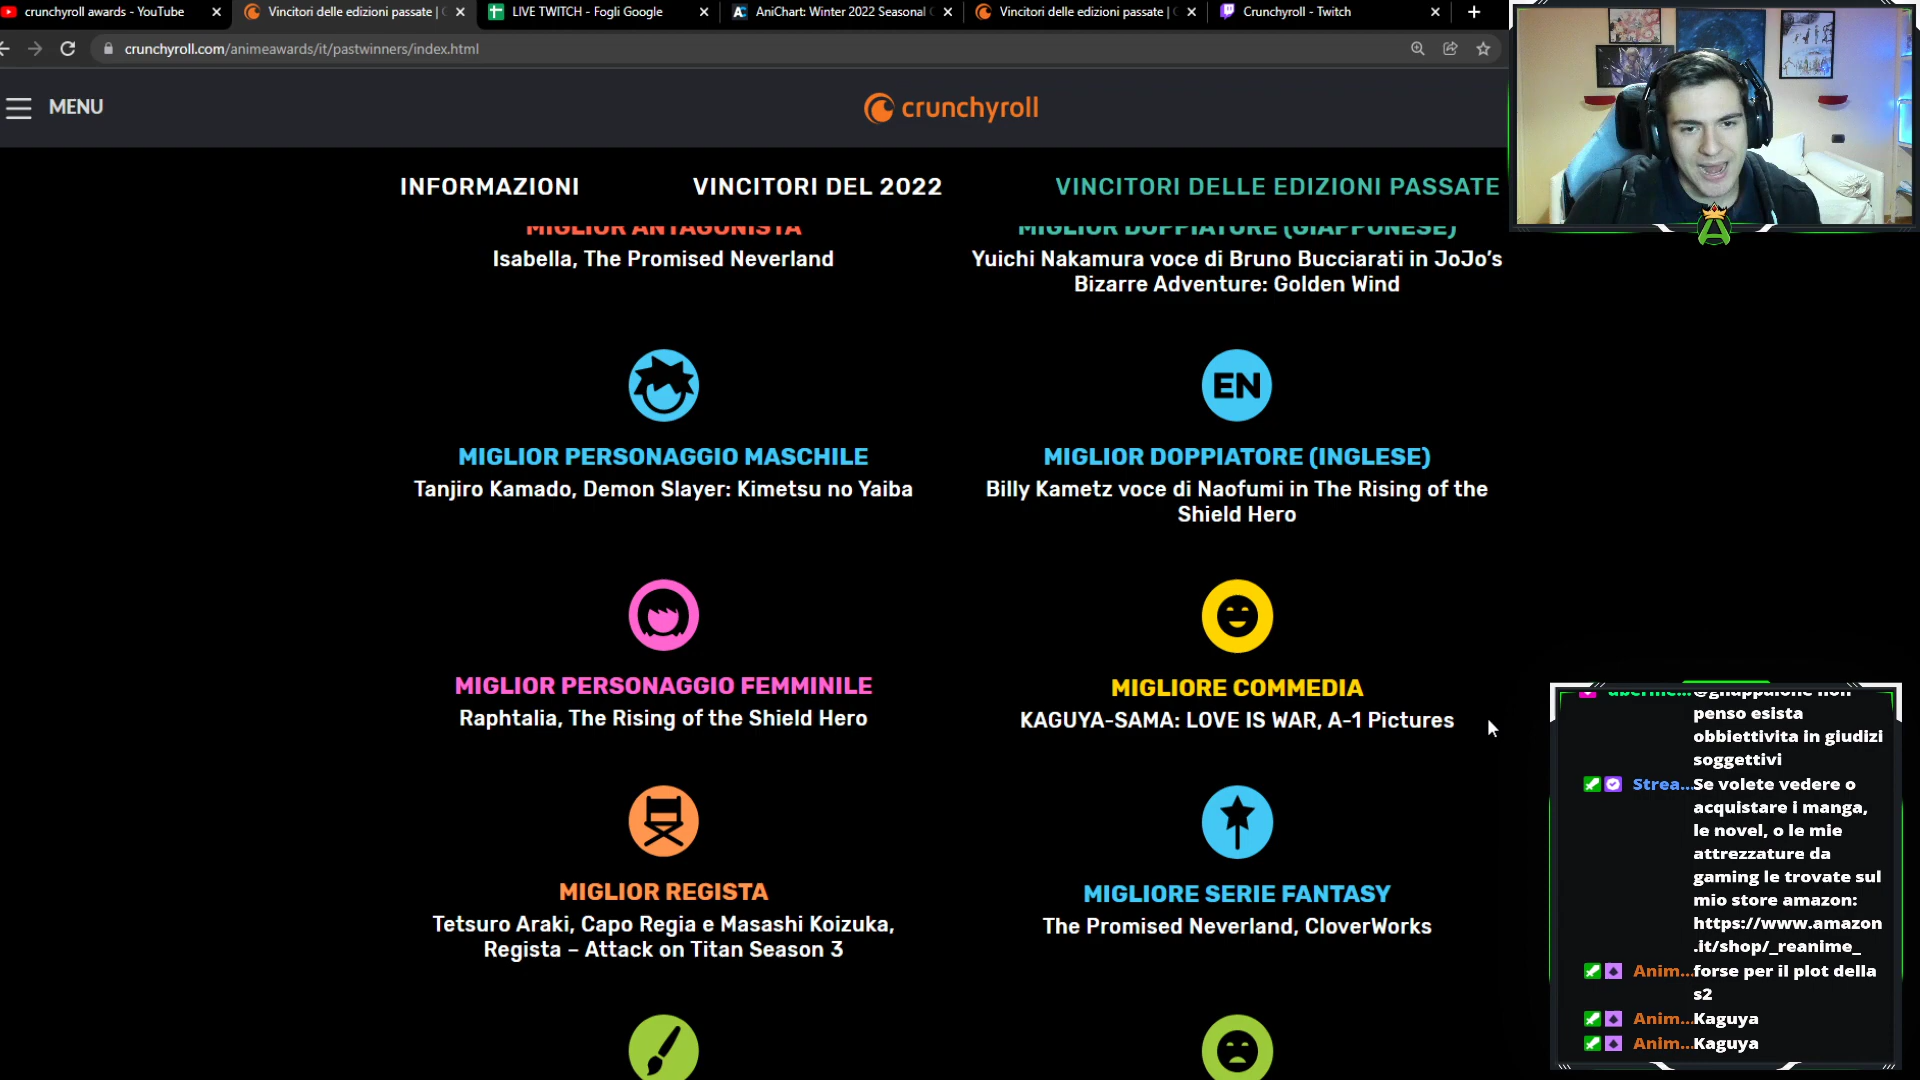 crunchyroll awards - YouTube
Vincitori delle edizioni passate |
LIVE TWITCH - Fogli Google
AniChart: Winter 2022 Seasonal
Vincitori delle edizioni passate |
Crunchyroll - Twitch
crunchyroll.com/animeawards/it/pastwinners/index.html
MENU
crunchyroll
INFORMAZIONI
VINCITORI DEL 2022
VINCITORI DELLE EDIZIONI PASSATE
MIGLIOR ANTAGONISTA
Isabella, The Promised Neverland
MIGLIOR DOPPIATORE (GIAPPONESE)
Yuichi Nakamura voce di Bruno Bucciarati in JoJo's
Bizarre Adventure: Golden Wind
MIGLIOR PERSONAGGIO MASCHILE
Tanjiro Kamado, Demon Slayer: Kimetsu no Yaiba
EN
MIGLIOR DOPPIATORE (INGLESE)
Billy Kametz voce di Naofumi in The Rising of the
Shield Hero
MIGLIOR PERSONAGGIO FEMMINILE
Raphtalia, The Rising of the Shield Hero
MIGLIORE COMMEDIA
KAGUYA-SAMA: LOVE IS WAR, A-1 Pictures
MIGLIOR REGISTA
Tetsuro Araki, Capo Regia e Masashi Koizuka,
Regista – Attack on Titan Season 3
MIGLIORE SERIE FANTASY
The Promised Neverland, CloverWorks
non
penso esista
obbiettivita in giudizi
soggettivi
Strea...Se volete vedere o
acquistare i manga,
le novel, o le mie
attrezzature da
gaming le trovate sul
mio store amazon:
https://www.amazon
.it/shop/_reanime_
Anim...forse per il plot della
s2
Anim...Kaguya
Anim...Kaguya